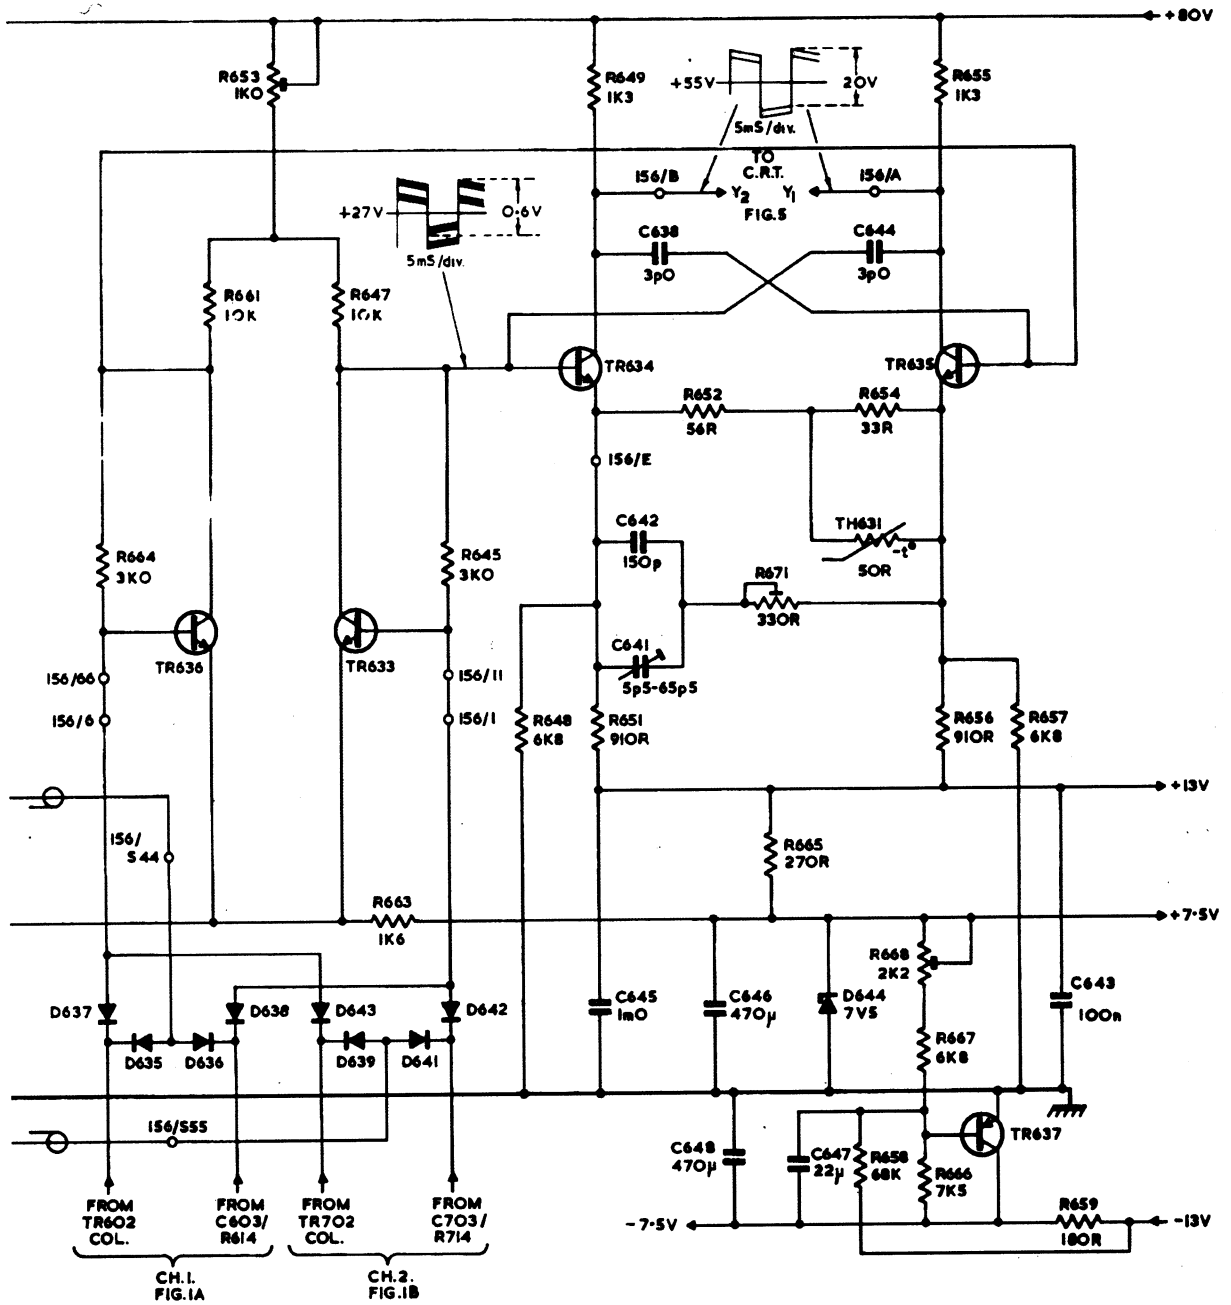 +80V
R653
1KO
R649
1K3
+55V
20V
5mS/div.
R655
1K3
TO
C.R.T.
Y2 Y1
FIG.5
156/B
156/A
+27V
0·6V
5mS/div.
C638
3pO
C644
3pO
R661
10K
R647
10K
TR634
TR635
R652
56R
R654
33R
156/E
C642
150p
TH631
-t°
50R
R664
3KO
R645
3KO
R671
330R
C641
5p5-65p5
TR636
TR633
156/66
156/11
156/6
156/1
R648
6K8
R651
910R
R656
910R
R657
6K8
+13V
156/
S44
R665
270R
R663
1K6
+7·5V
R668
2K2
D637
D638
D643
D642
C645
1mO
C646
470μ
D644
7V5
C643
100n
D635
D636
D639
D641
R667
6K8
156/S55
TR637
C648
470μ
C647
22μ
R658
68K
R666
7K5
R659
180R
-7·5V
-13V
FROM
TR602
COL.
FROM
C603/
R614
FROM
TR702
COL.
FROM
C703/
R714
CH.1.
FIG.1A
CH.2.
FIG.1B